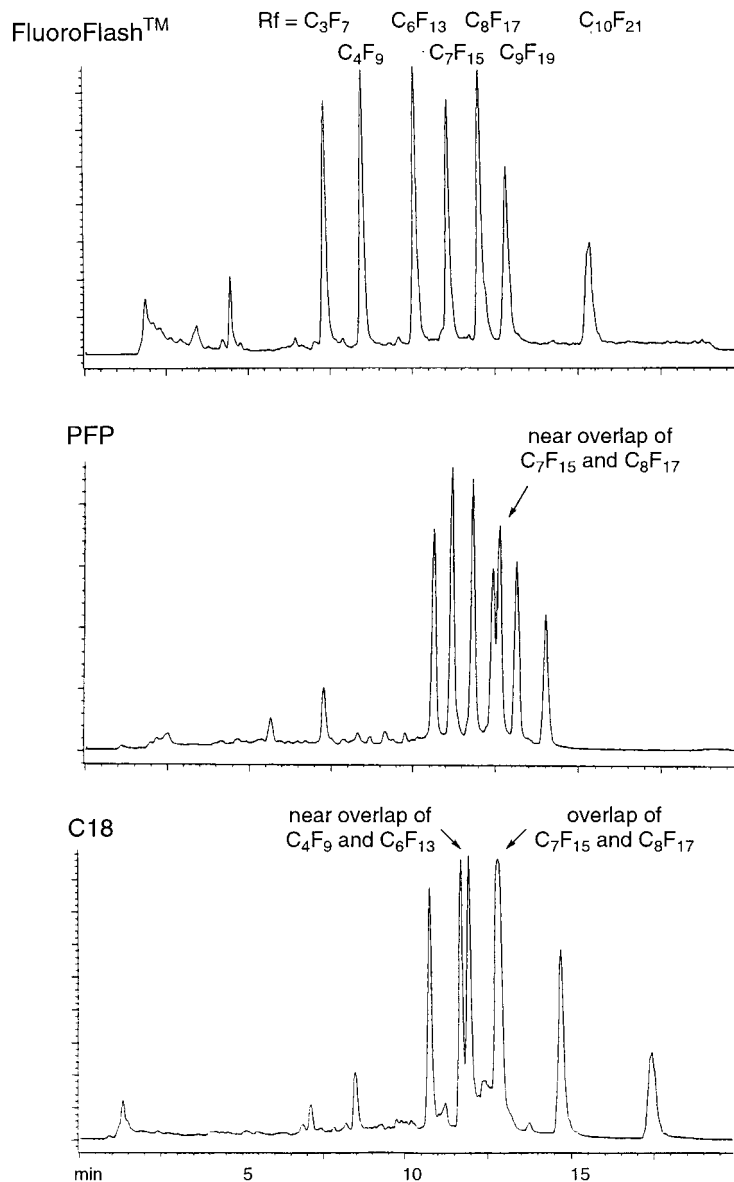 FluoroFlash™
Rf = C₃F₇ C₆F₁₃ C₈F₁₇ C₁₀F₂₁
C₄F₉ C₇F₁₅ C₉F₁₉
PFP
near overlap of
C₇F₁₅ and C₈F₁₇
C18
near overlap of
C₄F₉ and C₆F₁₃
overlap of
C₇F₁₅ and C₈F₁₇
min 5 10 15